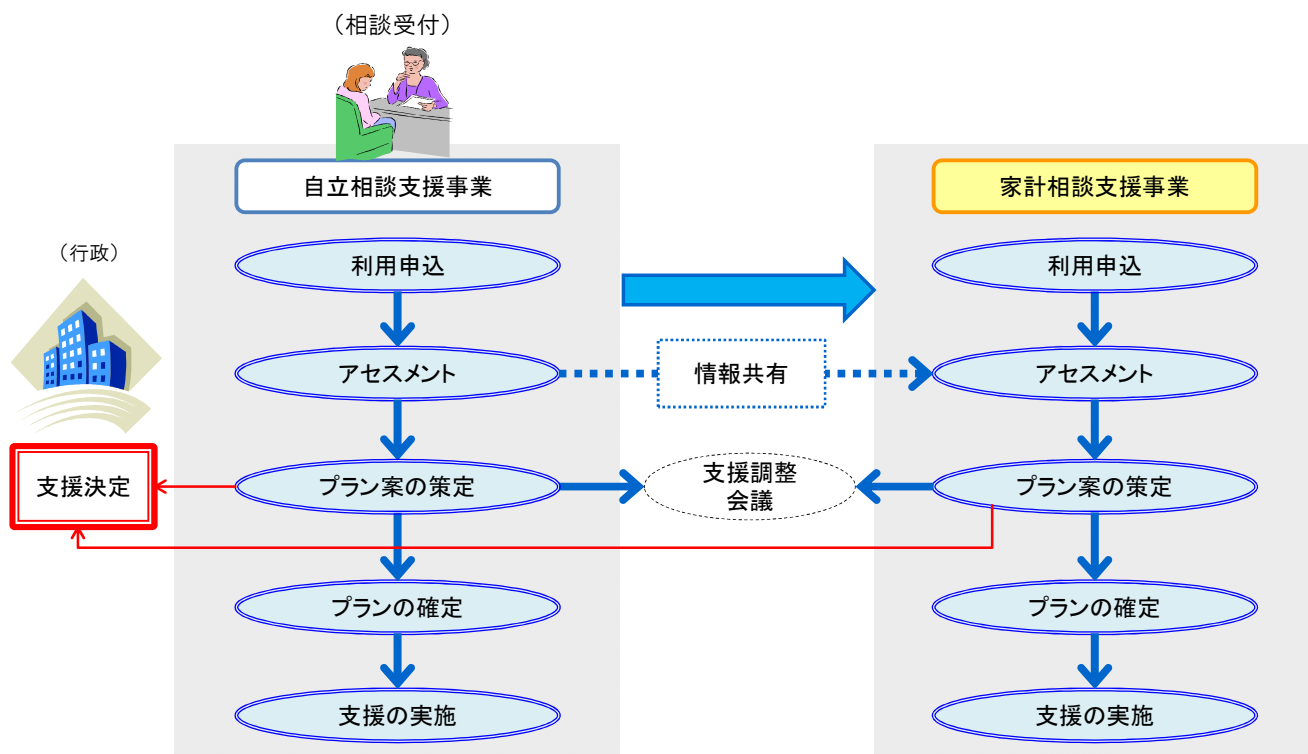 （相談受付）
自立相談支援事業
家計相談支援事業
（行政）
利用申込
利用申込
アセスメント
情報共有
アセスメント
支援決定
プラン案の策定
支援調整
会議
プラン案の策定
プランの確定
プランの確定
支援の実施
支援の実施